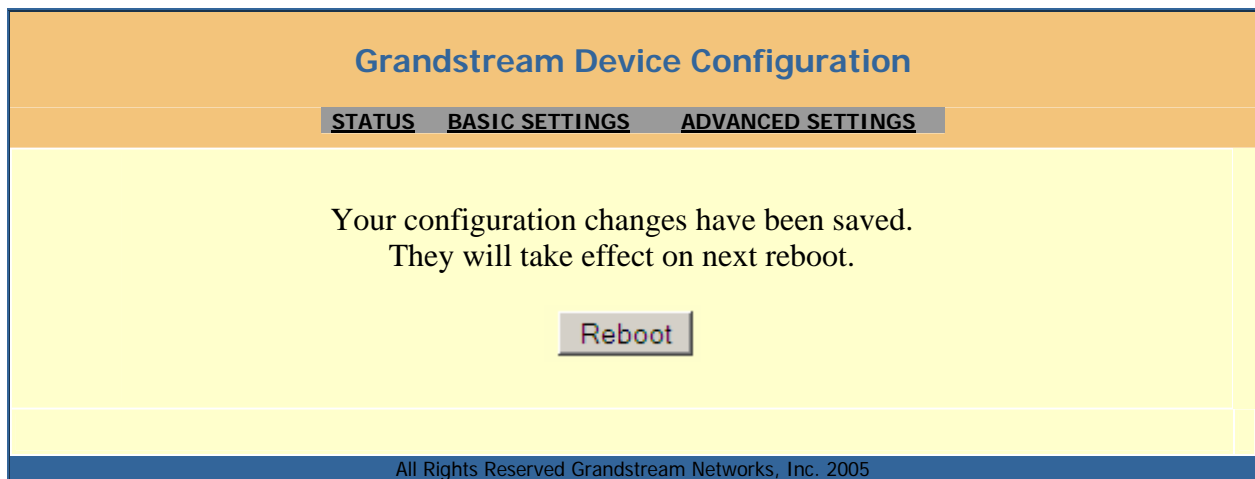 Grandstream Device Configuration
STATUS BASIC SETTINGS ADVANCED SETTINGS
Your configuration changes have been saved.
They will take effect on next reboot.
Reboot
All Rights Reserved Grandstream Networks, Inc. 2005